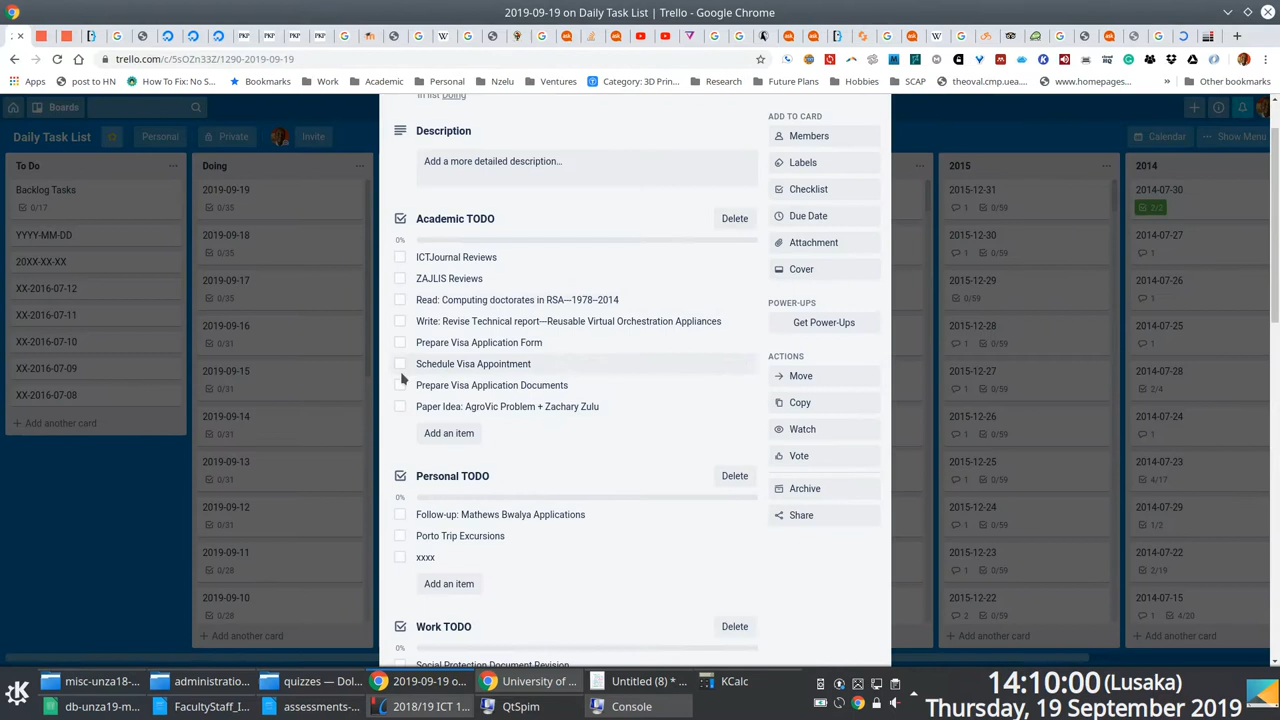 2019-09-19 on Daily Task List | Trello - Google Chrome
trello.com/c/5sSn33Z/1290-2019-09-19
Apps post to HN How To Fix: No S... Bookmarks Work Academic Personal Nzelu Ventures Category: 3D Prin... Research Future Plans Hobbies SCAP theoval.cmp.uea.... www.homepages... » Other bookmarks
Boards
Daily Task List Personal Private Invite Calendar ... Show Menu
in list Doing
Description
Add a more detailed description...
Academic TODO Delete
0%
ICTJournal Reviews
ZAJLIS Reviews
Read: Computing doctorates in RSA---1978–2014
Write: Revise Technical report---Reusable Virtual Orchestration Appliances
Prepare Visa Application Form
Schedule Visa Appointment
Prepare Visa Application Documents
Paper Idea: AgroVic Problem + Zachary Zulu
Add an item
Personal TODO Delete
0%
Follow-up: Mathews Bwalya Applications
Porto Trip Excursions
xxxx
Add an item
Work TODO Delete
0%
Social Protection Document Revision
ADD TO CARD
Members
Labels
Checklist
Due Date
Attachment
Cover
POWER-UPS
Get Power-Ups
ACTIONS
Move
Copy
Watch
Vote
Archive
Share
To Do
Backlog Tasks
0/17
YYYY-MM-DD
20XX-XX-XX
XX-2016-07-12
XX-2016-07-11
XX-2016-07-10
XX-2016-07-09
XX-2016-07-08
+ Add another card
Doing
2019-09-19
0/35
2019-09-18
0/35
2019-09-17
0/35
2019-09-16
0/31
2019-09-15
0/31
2019-09-14
0/31
2019-09-13
0/31
2019-09-12
0/31
2019-09-11
0/28
2019-09-10
0/28
+ Add another card
2015
2015-12-31
1 0/59
2015-12-30
1 0/59
2015-12-29
0/59
2015-12-28
1 0/59
2015-12-27
1 0/59
2015-12-26
1 0/59
2015-12-25
1 0/59
2015-12-24
1 0/59
2015-12-23
1 0/59
2015-12-22
2 0/59
+ Add another card
2014
2014-07-30
2/2
2014-07-27
1
2014-07-26
1
2014-07-25
1
2014-07-24
2/4
2014-07-24
1
2014-07-23
4/17
2014-07-29
1 1/2
2014-07-22
2/19
2014-07-15
1 4/20
+ Add another card
misc-unza18-... administratio... quizzes — Dol... 2019-09-19 o... University of ... Untitled (8) * ... KCalc
db-unza19-m... FacultyStaff_I... assessments-... 2018/19 ICT 1... QtSpim Console
14:10:00 (Lusaka)
Thursday, 19 September 2019